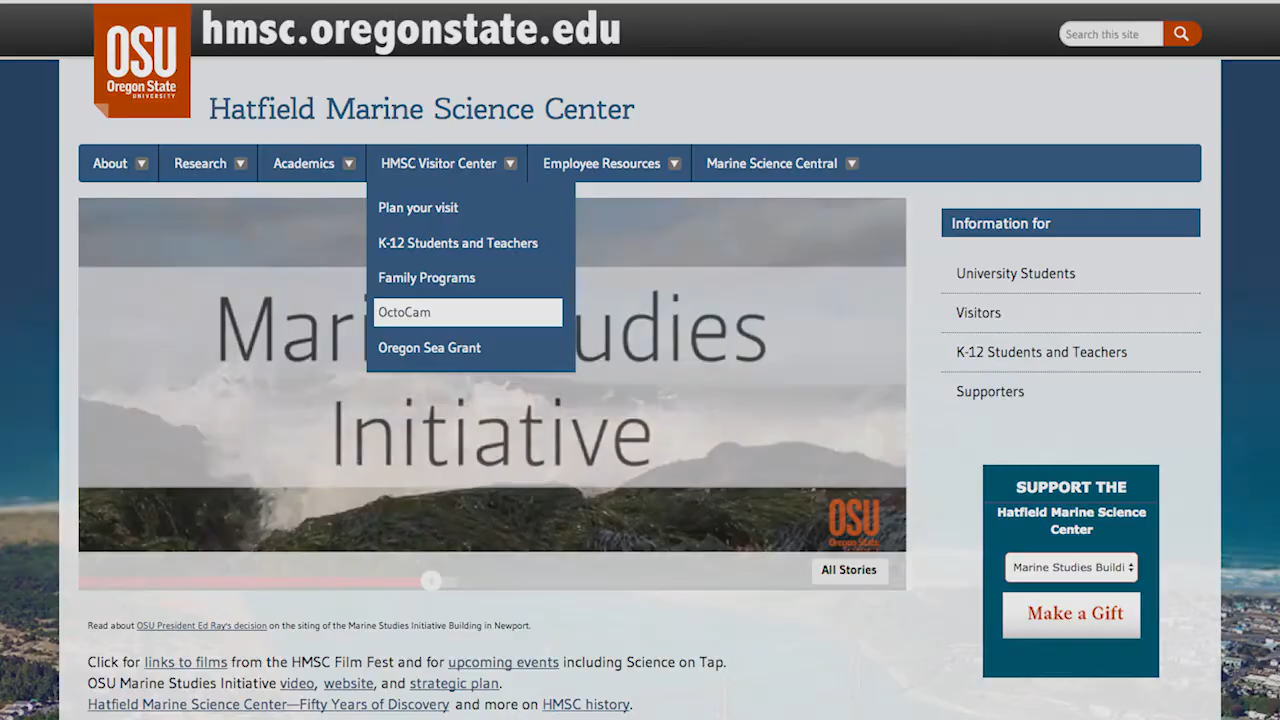 hmsc.oregonstate.edu
Search this site
OSU
Oregon State
UNIVERSITY
Hatfield Marine Science Center
About
Research
Academics
HMSC Visitor Center
Employee Resources
Marine Science Central
Plan your visit
K-12 Students and Teachers
Family Programs
OctoCam
Oregon Sea Grant
Mari udies
Initiative
OSU
Oregon State
All Stories
Information for
University Students
Visitors
K-12 Students and Teachers
Supporters
SUPPORT THE
Hatfield Marine Science
Center
Marine Studies Buildi
Make a Gift
Read about OSU President Ed Ray's decision on the siting of the Marine Studies Initiative Building in Newport.
Click for links to films from the HMSC Film Fest and for upcoming events including Science on Tap.
OSU Marine Studies Initiative video, website, and strategic plan.
Hatfield Marine Science Center—Fifty Years of Discovery and more on HMSC history.